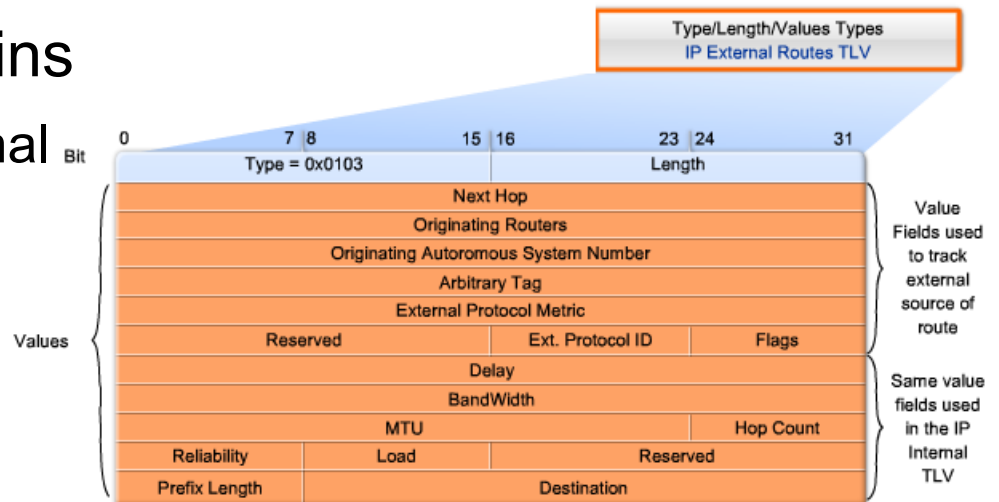 ins
nal
Type/Length/Values Types
IP External Routes TLV
Bit
0 7 8 15 16 23 24 31
Type = 0x0103 Length
Next Hop
Originating Routers
Originating Autoromous System Number
Arbitrary Tag
External Protocol Metric
Reserved Ext. Protocol ID Flags
Delay
BandWidth
MTU Hop Count
Reliability Load Reserved
Prefix Length Destination
Values
Value
Fields used
to track
external
source of
route
Same value
fields used
in the IP
Internal
TLV